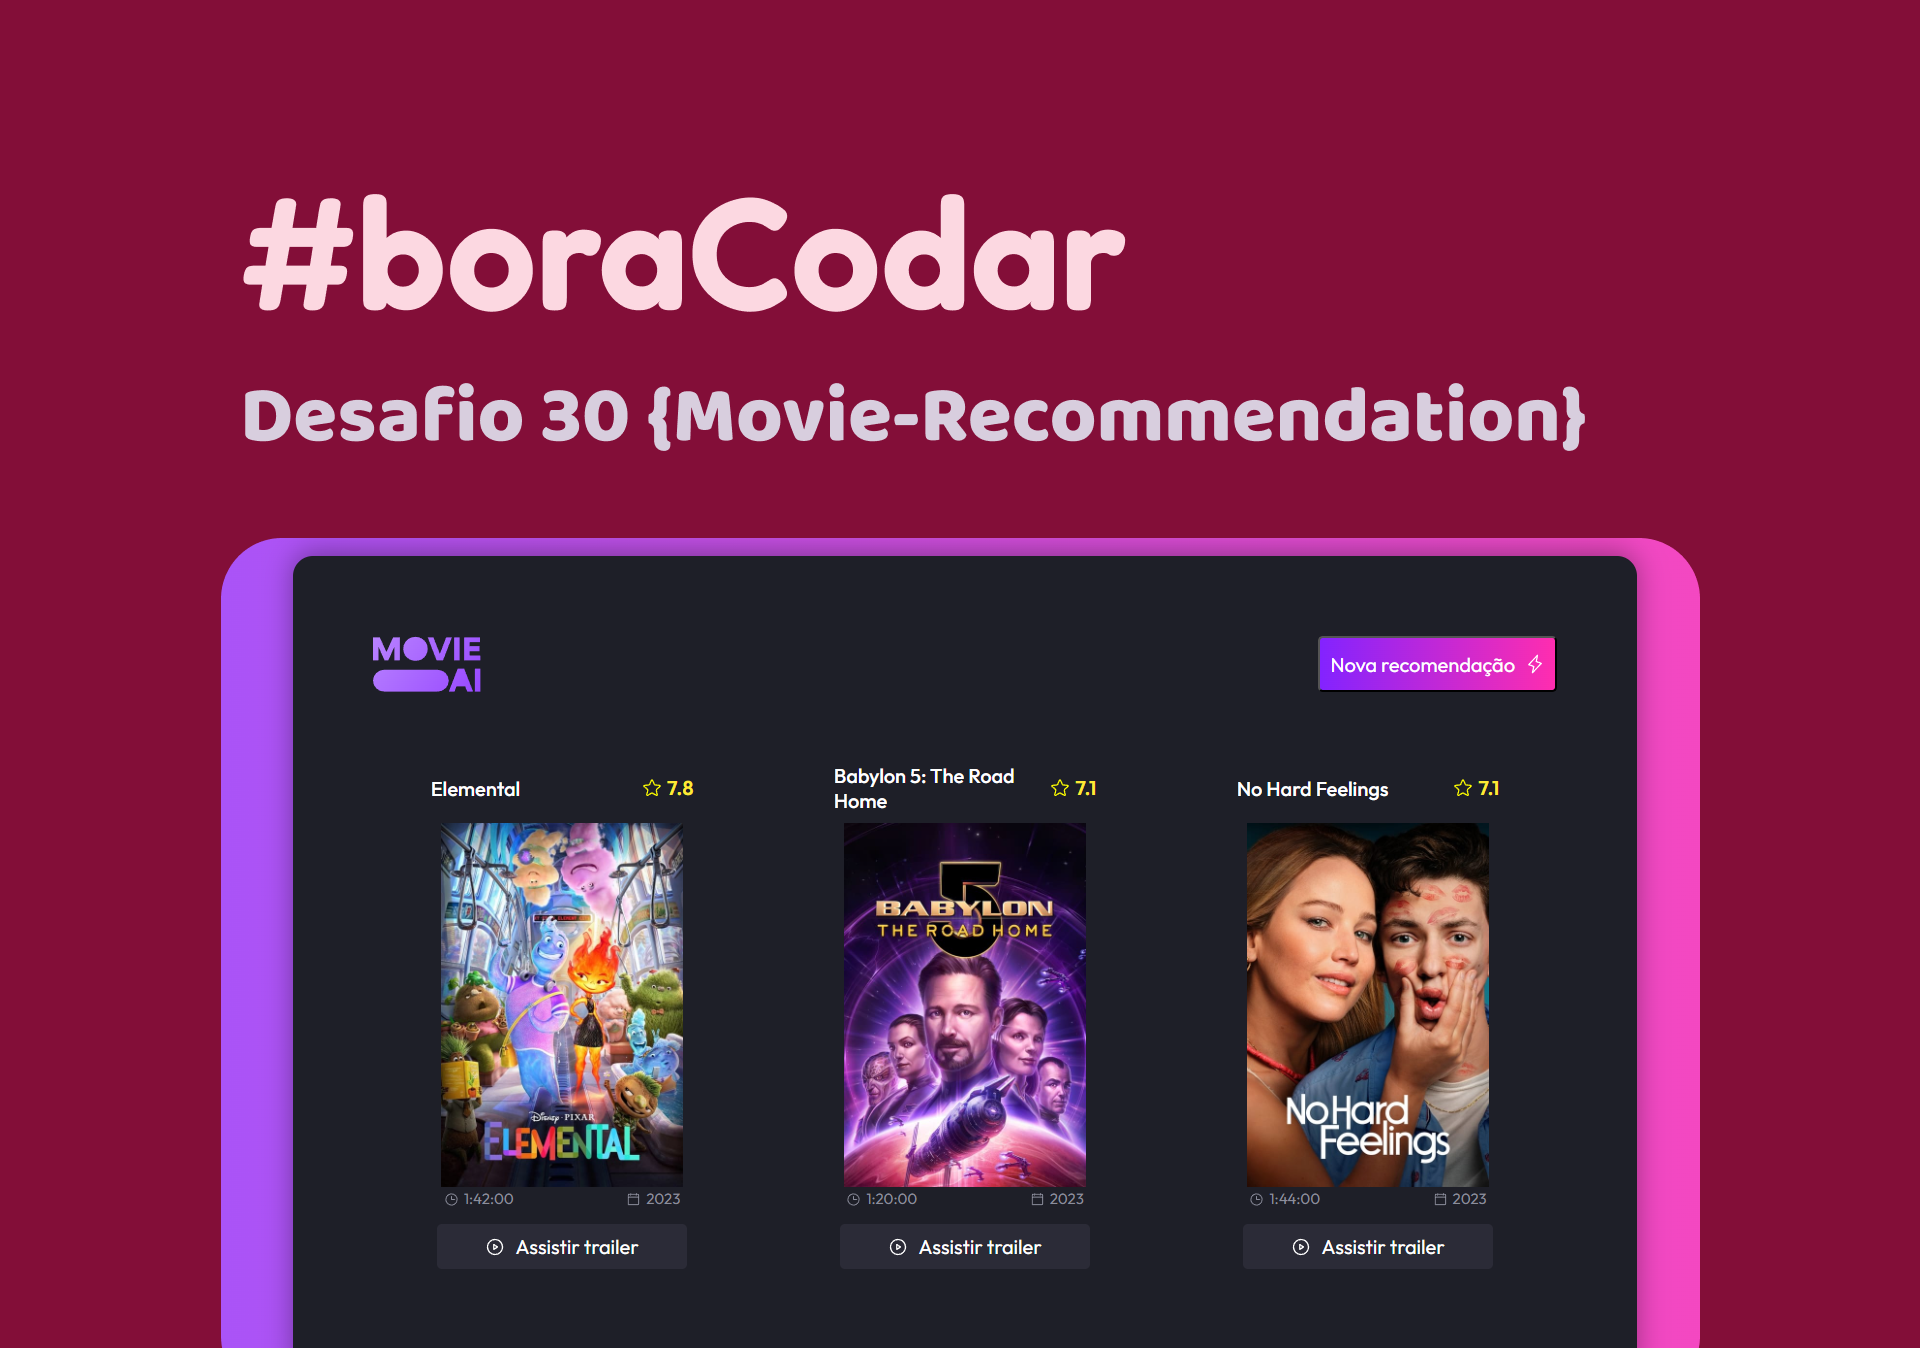 #boraCodar
Desafio 30 {Movie-Recommendation}
MOVIE
AI
Nova recomendação
Elemental
7.8
Babylon 5: The Road
Home
7.1
No Hard Feelings
7.1
Disney · PIXAR
ELEMENTAL
5
BABYLON
THE ROAD HOME
No Hard
Feelings
1:42:00
2023
1:20:00
2023
1:44:00
2023
Assistir trailer
Assistir trailer
Assistir trailer